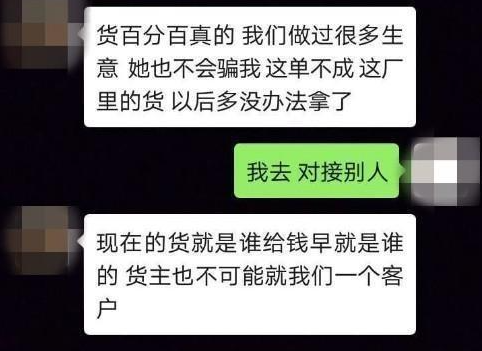 货百分百真的 我们做过很多生
意 她也不会骗我 这单不成 这厂
里的货 以后多没办法拿了
我去 对接别人
现在的货就是谁给钱早就是谁
的 货主也不可能就我们一个客
户